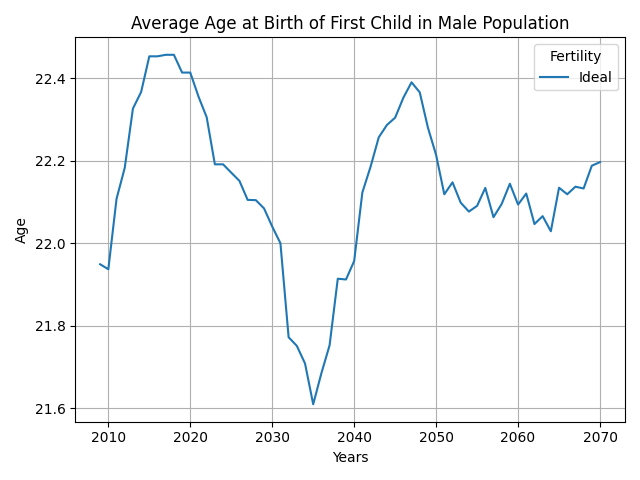 Average Age at Birth of First Child in Male Population
Fertility
Ideal
Age
22.4
22.2
22.0
21.8
21.6
2010 2020 2030 2040 2050 2060 2070
Years